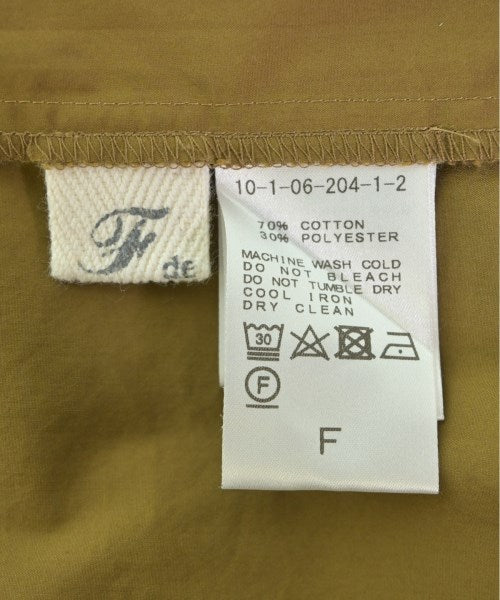 10-1-06-204-1-2
70% COTTON
30% POLYESTER
MACHINE WASH COLD
DO NOT BLEACH
DO NOT TUMBLE DRY
COOL IRON
DRY CLEAN
30
F
F
F
de